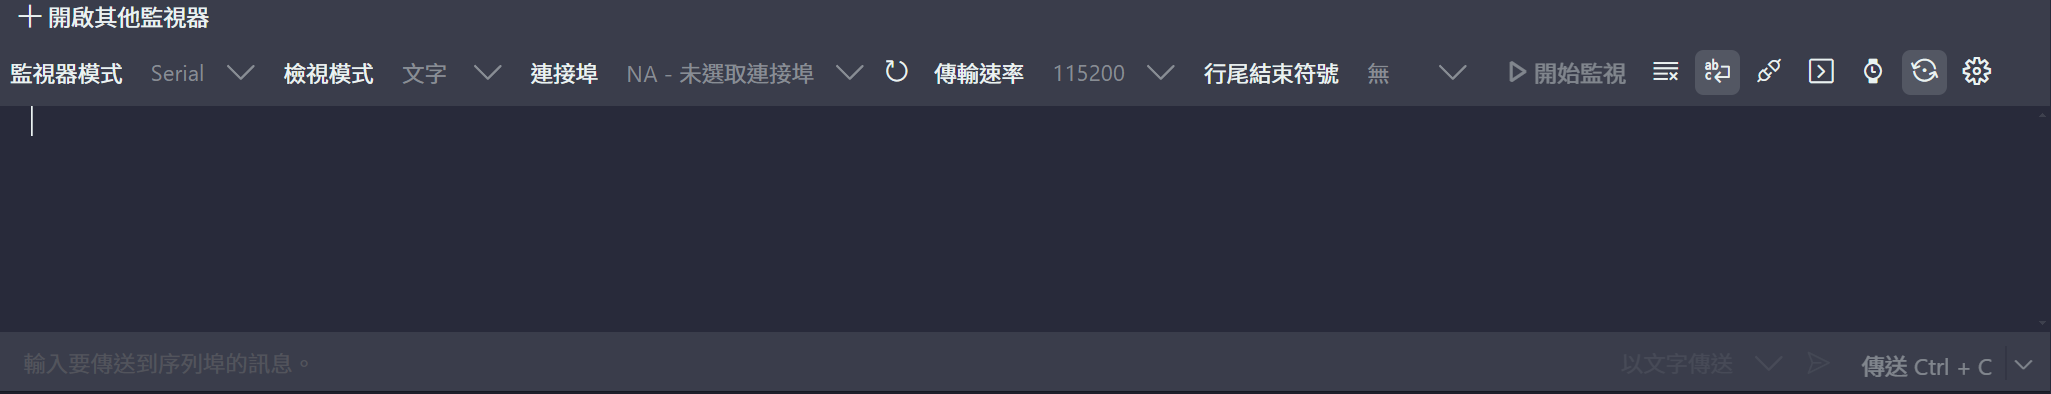 開啟其他監視器
監視器模式 Serial 檢視模式 文字 連接埠 NA - 未選取連接埠 傳輸速率 115200 行尾結束符號 無 開始監視
輸入要傳送到序列埠的訊息。 以文字傳送 傳送 Ctrl + C